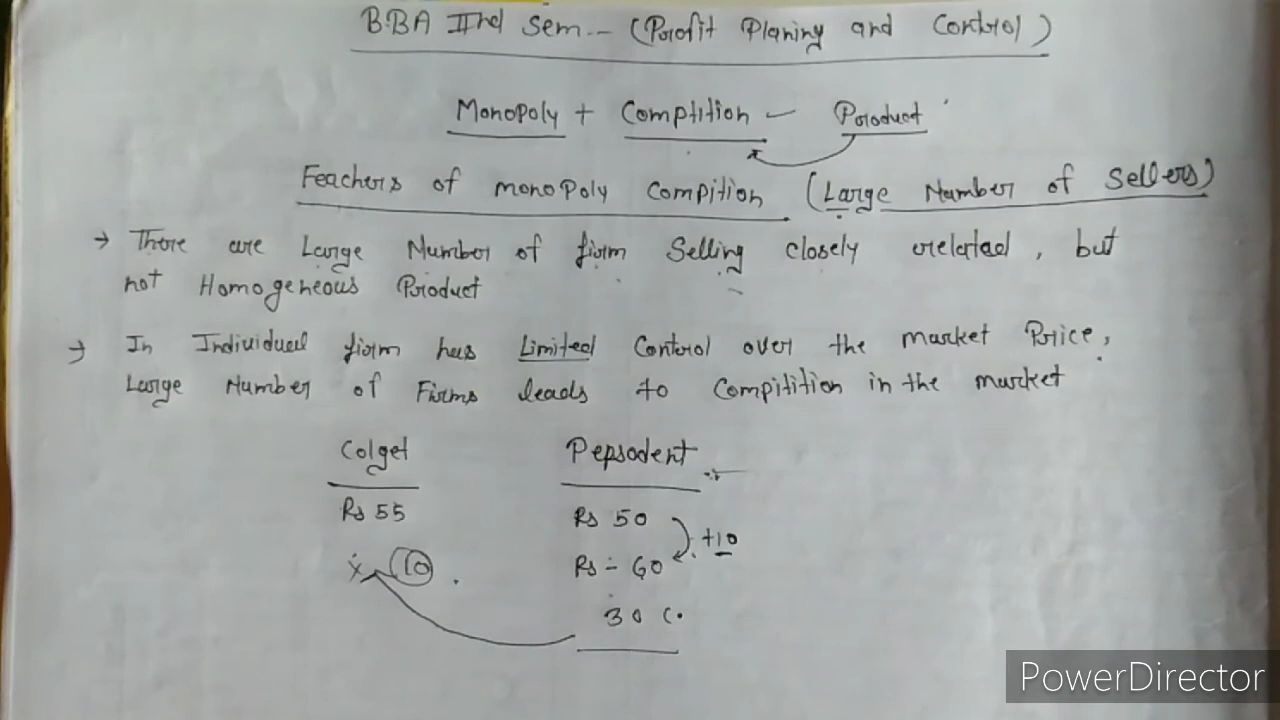 B.B.A IInd Sem.- (Profit Planing and Control)
Monopoly + Comptition - Product
Feachers of monopoly compition (Large Number of Sellers)
→ There are Large Number of firm Selling closely related, but
not Homogeneous Product
→ In Individual firm has Limited Control over the market Price,
Large Number of Firms leads to Compitition in the market
Colget Pepsodent
Rs 55 Rs 50
+10
10 Rs = 60
30
PowerDirector